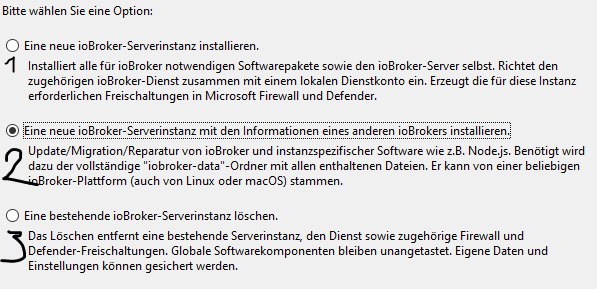 Bitte wählen Sie eine Option:
Eine neue ioBroker-Serverinstanz installieren.
1 Installiert alle für ioBroker notwendigen Softwarepakete sowie den ioBroker-Server selbst. Richtet den
zugehörigen ioBroker-Dienst zusammen mit einem lokalen Dienstkonto ein. Erzeugt die für diese Instanz
erforderlichen Freischaltungen in Microsoft Firewall und Defender.
Eine neue ioBroker-Serverinstanz mit den Informationen eines anderen ioBrokers installieren.
2 Update/Migration/Reparatur von ioBroker und instanzspezifischer Software wie z.B. Node.js. Benötigt wird
dazu der vollständige "iobroker-data"-Ordner mit allen enthaltenen Dateien. Er kann von einer beliebigen
ioBroker-Plattform (auch von Linux oder macOS) stammen.
Eine bestehende ioBroker-Serverinstanz löschen.
3 Das Löschen entfernt eine bestehende Serverinstanz, den Dienst sowie zugehörige Firewall und
Defender-Freischaltungen. Globale Softwarekomponenten bleiben unangetastet. Eigene Daten und
Einstellungen können gesichert werden.